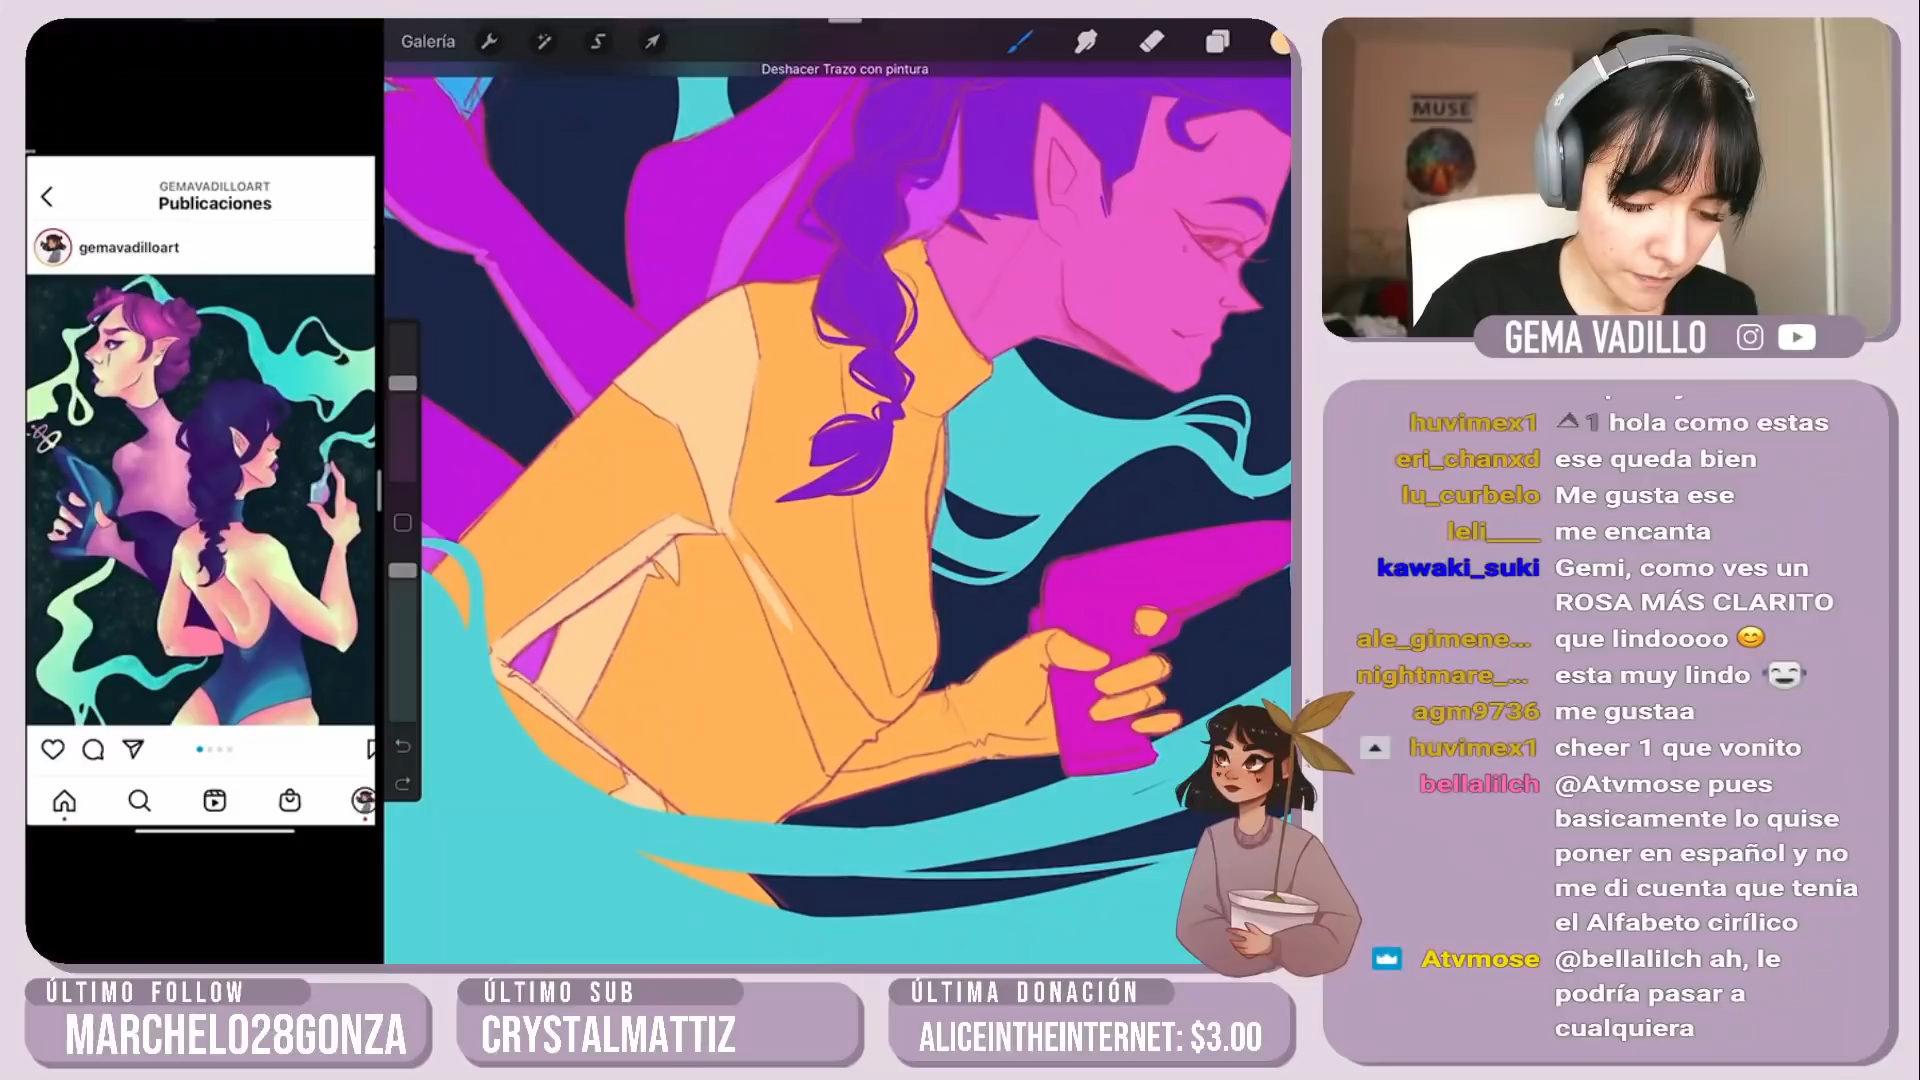 Galería
Deshacer Trazo con pintura
GEMAVADILLOART
Publicaciones
gemavadilloart
MUSE
GEMA VADILLO
huvimex1 1 hola como estas
eri_chanxd ese queda bien
lu_curbelo Me gusta ese
leli____ me encanta
kawaki_suki Gemi, como ves un
ROSA MÁS CLARITO
ale_gimene... que lindoooo 😊
nightmare_... esta muy lindo
agm9736 me gustaa
huvimex1 cheer 1 que vonito
bellalilch @Atvmose pues
basicamente lo quise
poner en español y no
me di cuenta que tenia
el Alfabeto cirílico
Atvmose @bellalilch ah, le
podría pasar a
cualquiera
ÚLTIMO FOLLOW
MARCHELO28GONZA
ÚLTIMO SUB
CRYSTALMATTIZ
ÚLTIMA DONACIÓN
ALICEINTHEINTERNET: $3.00